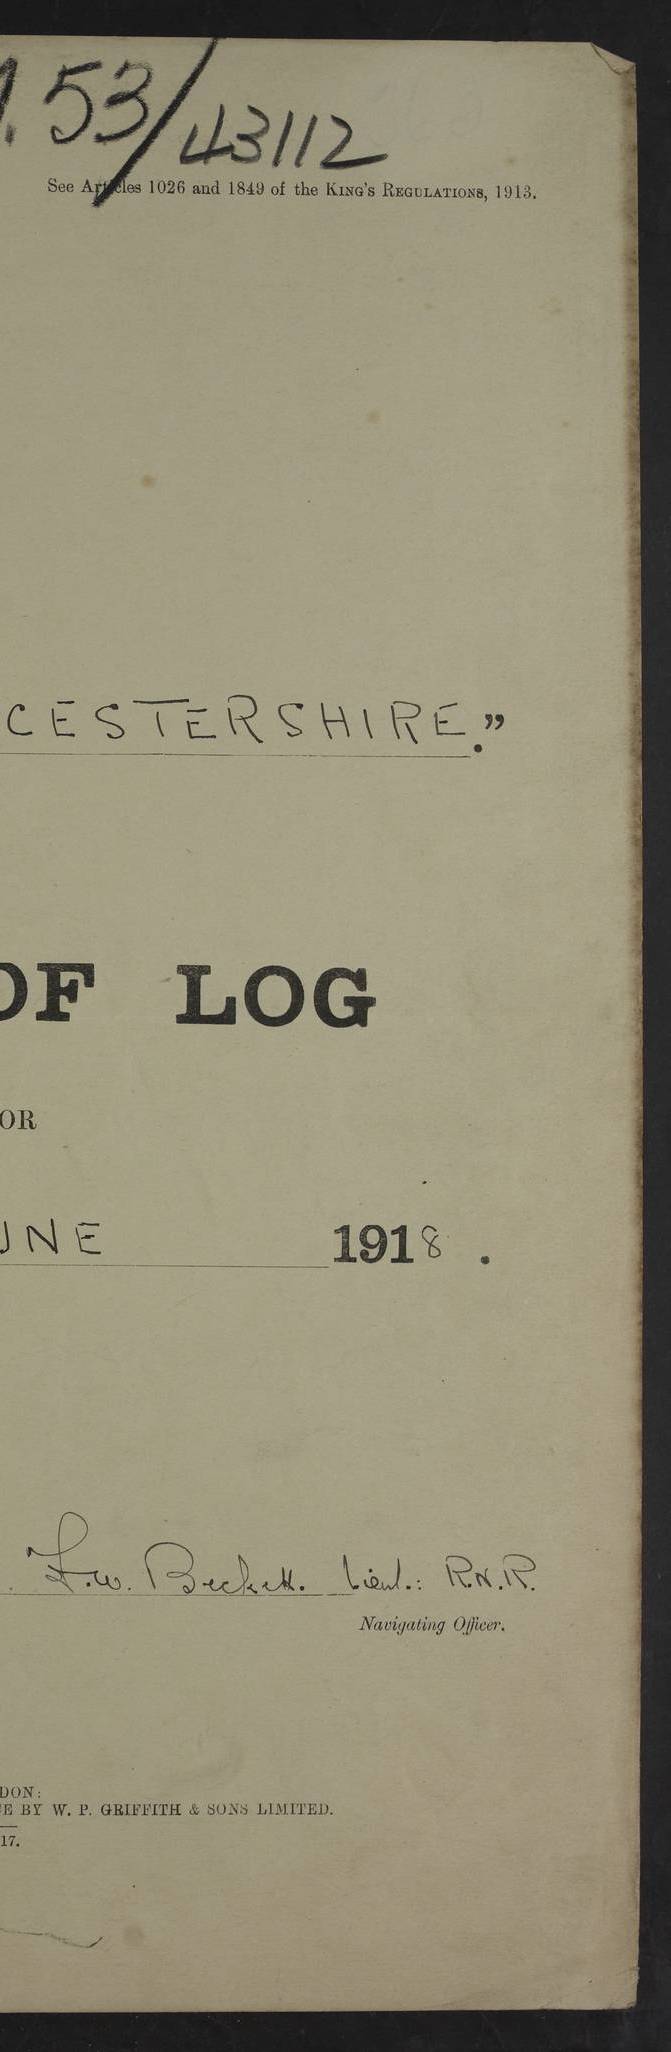 . 53/43112
See Articles 1026 and 1849 of the KING'S REGULATIONS, 1913.
CESTERSHIRE.”
OF LOG
OR
UNE 1918.
F.W. Beckett. Lieut.: R.N.R.
Navigating Officer.
DON:
E BY W. P. GRIFFITH & SONS LIMITED.
17.